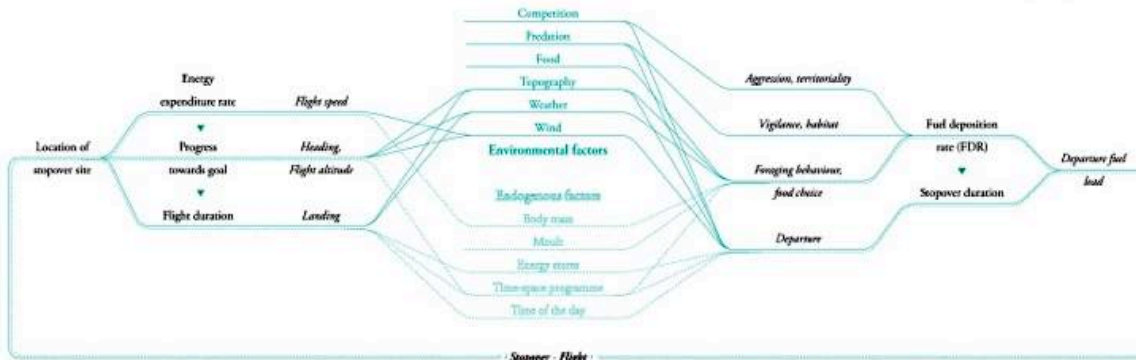 Competition
Predation
Food
Topography
Weather
Wind
Environmental factors
Endogenous factors
Body mass
Moult
Energy stores
Time-space programme
Time of the day
Energy
expenditure rate
Flight speed
Location of
stopover site
Progress
towards goal
Heading,
Flight altitude
Flight duration
Landing
Aggression, territoriality
Vigilance, habitat
Foraging behaviour,
food choice
Departure
Fuel deposition
rate (FDR)
Stopover duration
Departure fuel
load
· Stopover - Flight ·